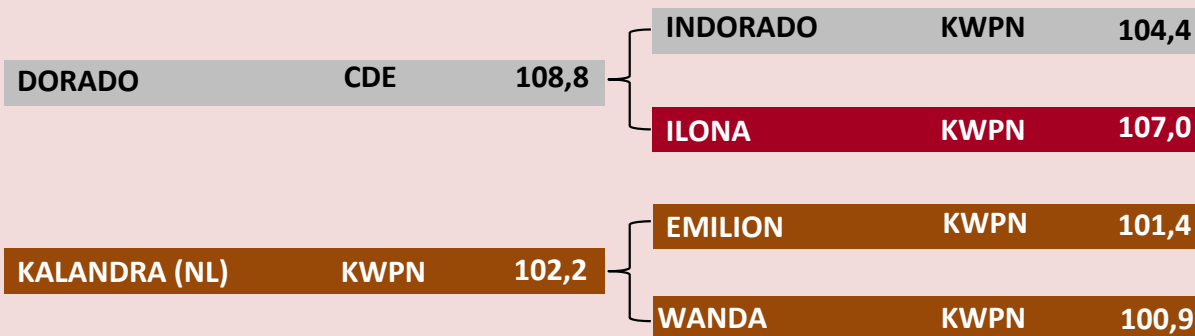 INDORADO KWPN 104,4
DORADO CDE 108,8
ILONA KWPN 107,0
EMILION KWPN 101,4
KALANDRA (NL) KWPN 102,2
WANDA KWPN 100,9